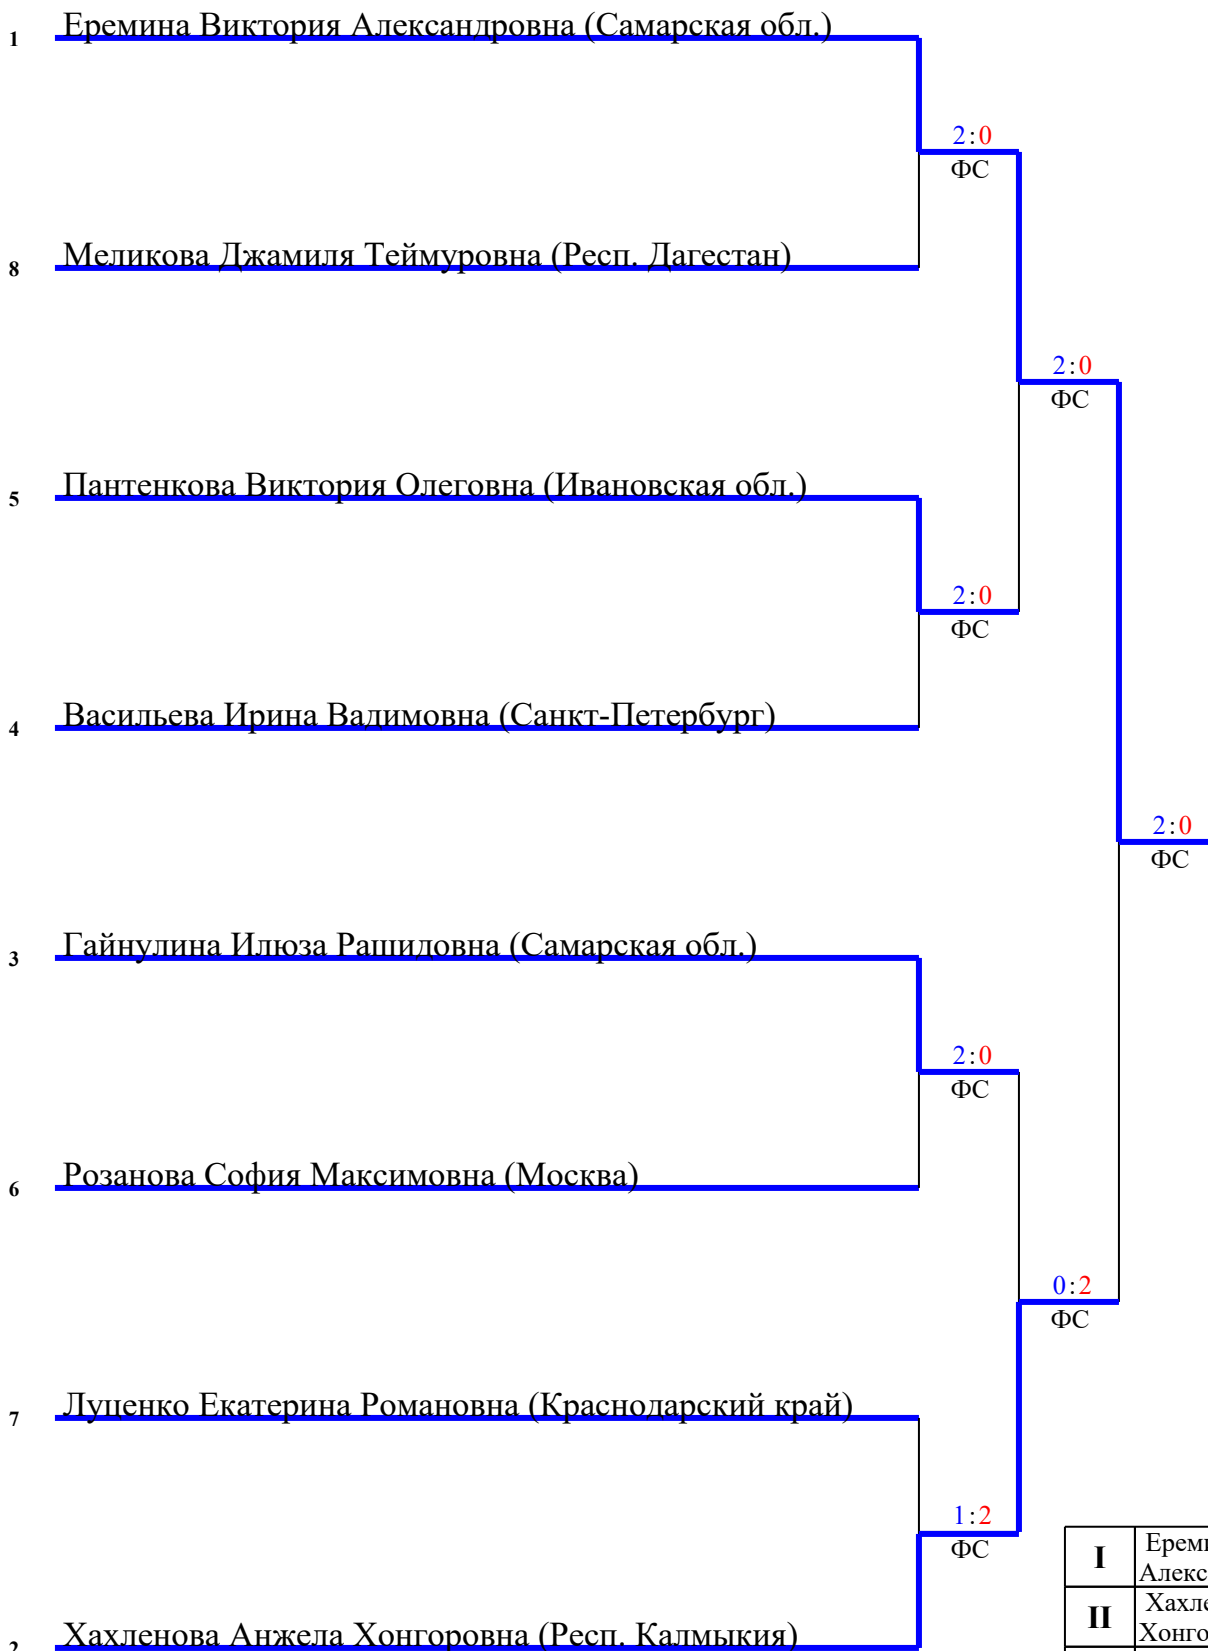 1 Еремина Виктория Александровна (Самарская обл.)
2:0
ФС
8 Меликова Джамиля Теймуровна (Респ. Дагестан)
2:0
ФС
5 Пантенкова Виктория Олеговна (Ивановская обл.)
2:0
ФС
4 Васильева Ирина Вадимовна (Санкт-Петербург)
2:0
ФС
3 Гайнулина Илюза Рашидовна (Самарская обл.)
2:0
ФС
6 Розанова София Максимовна (Москва)
0:2
ФС
7 Луценко Екатерина Романовна (Краснодарский край)
1:2
ФС
I
II
2 Хахленова Анжела Хонгоровна (Респ. Калмыкия)